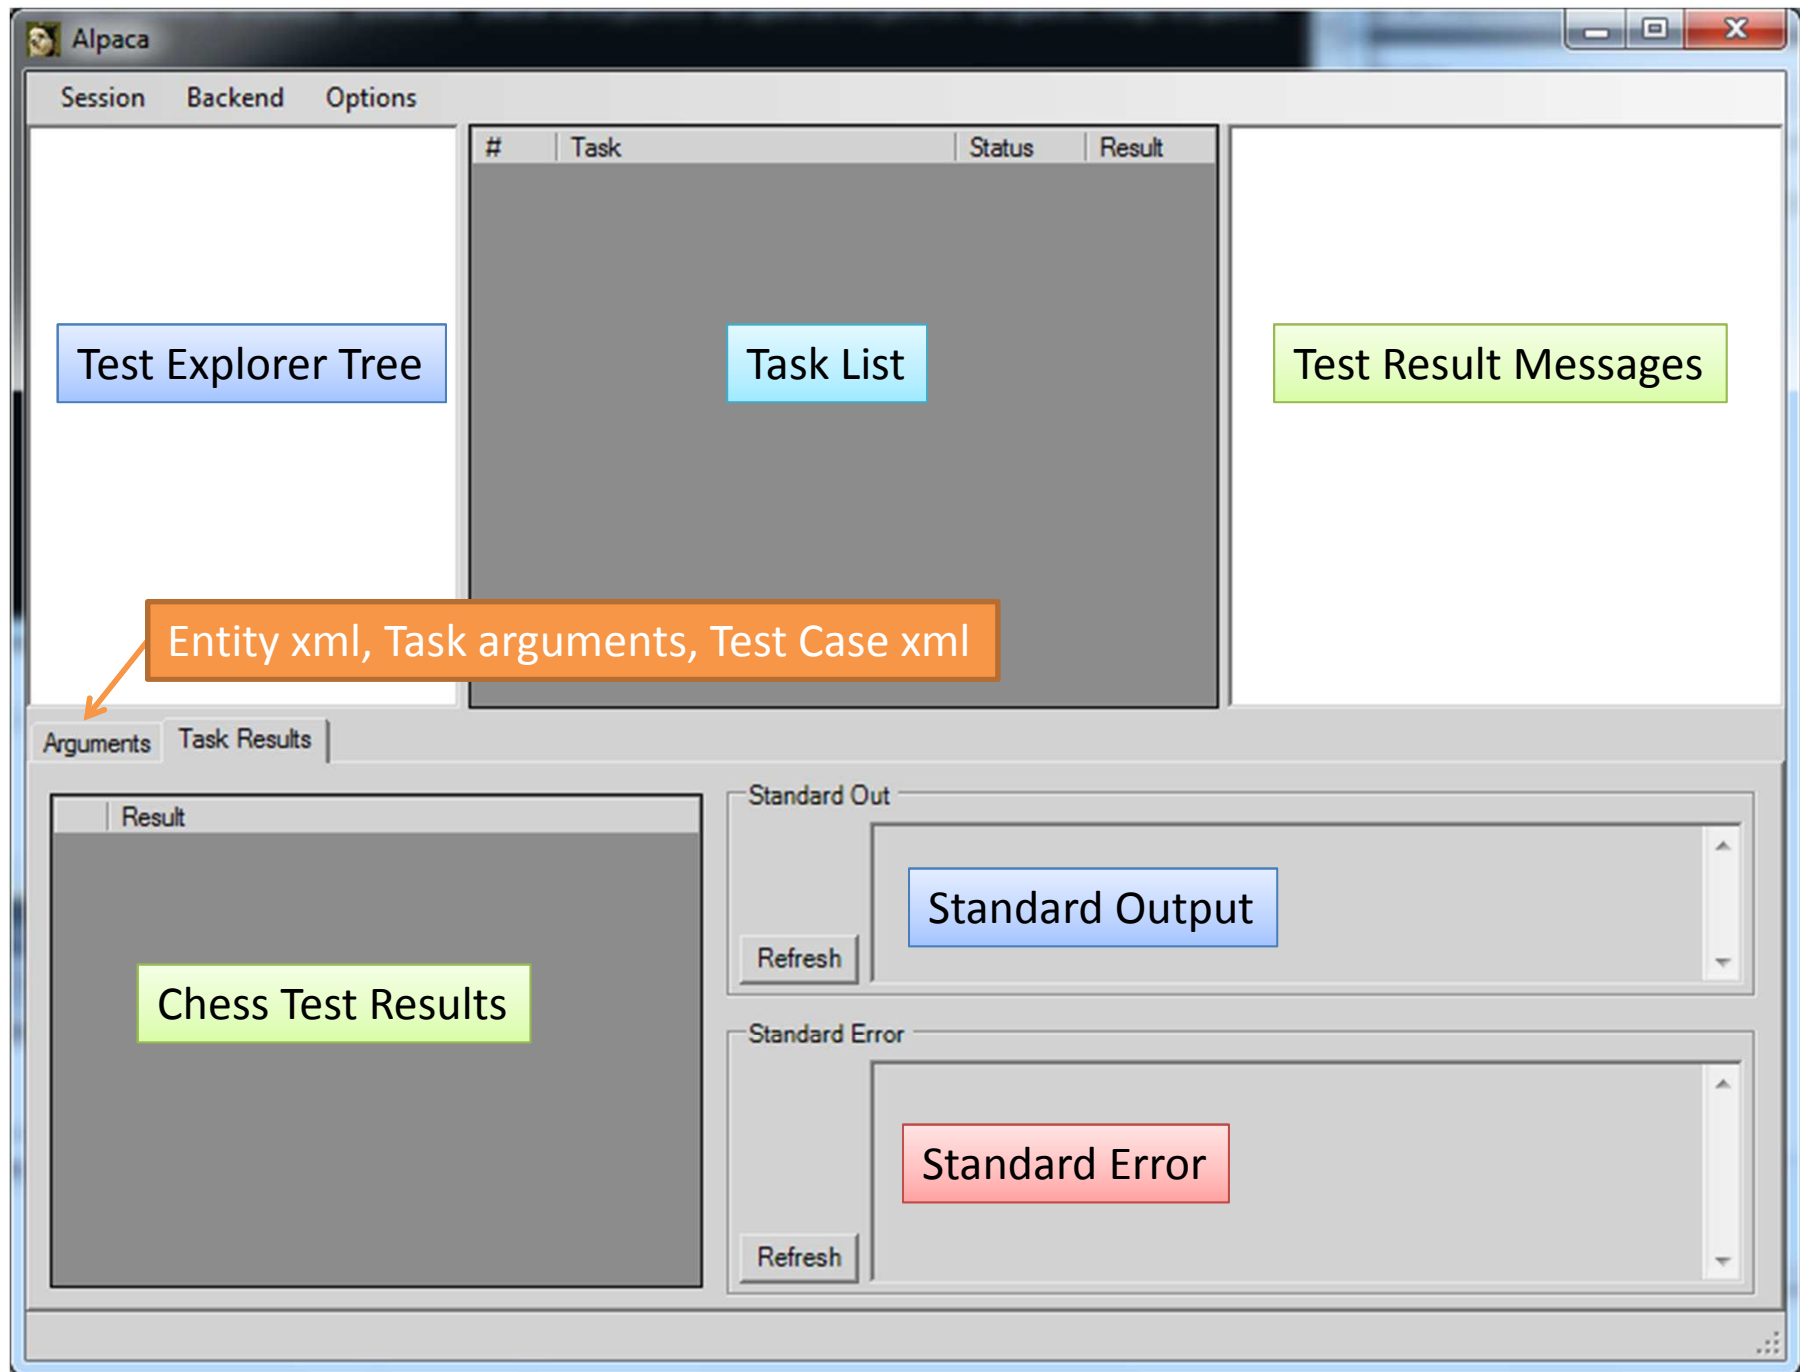 Alpaca
Session Backend Options
# Task Status Result
Test Explorer Tree
Task List
Test Result Messages
Entity xml, Task arguments, Test Case xml
Arguments Task Results
Result
Standard Out
Standard Output
Refresh
Chess Test Results
Standard Error
Standard Error
Refresh